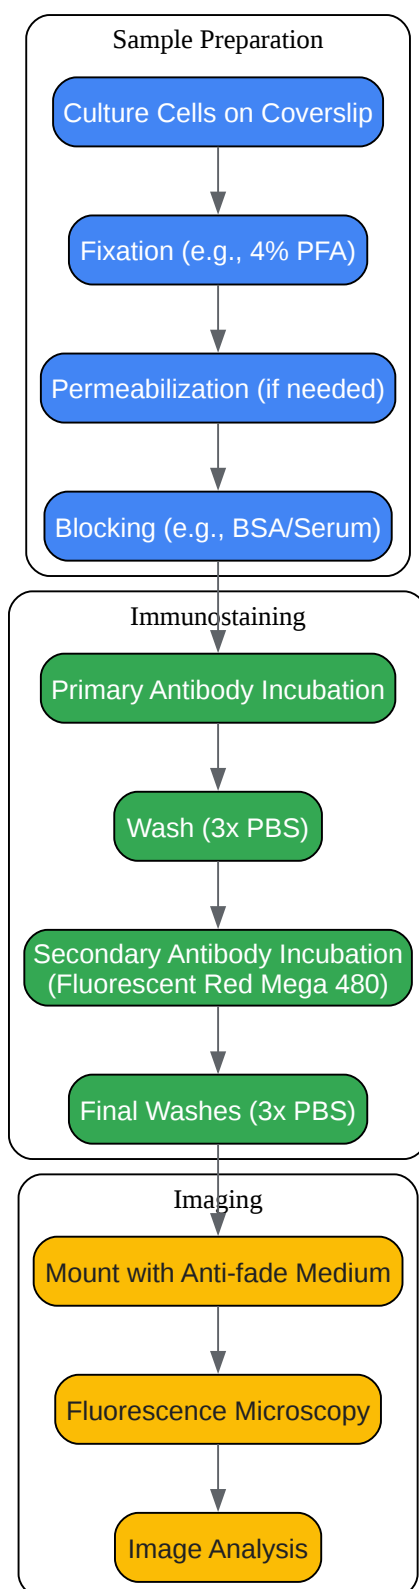 Sample Preparation
Culture Cells on Coverslip
Fixation (e.g., 4% PFA)
Permeabilization (if needed)
Blocking (e.g., BSA/Serum)
Immunostaining
Primary Antibody Incubation
Wash (3x PBS)
Secondary Antibody Incubation
(Fluorescent Red Mega 480)
Final Washes (3x PBS)
Imaging
Mount with Anti-fade Medium
Fluorescence Microscopy
Image Analysis